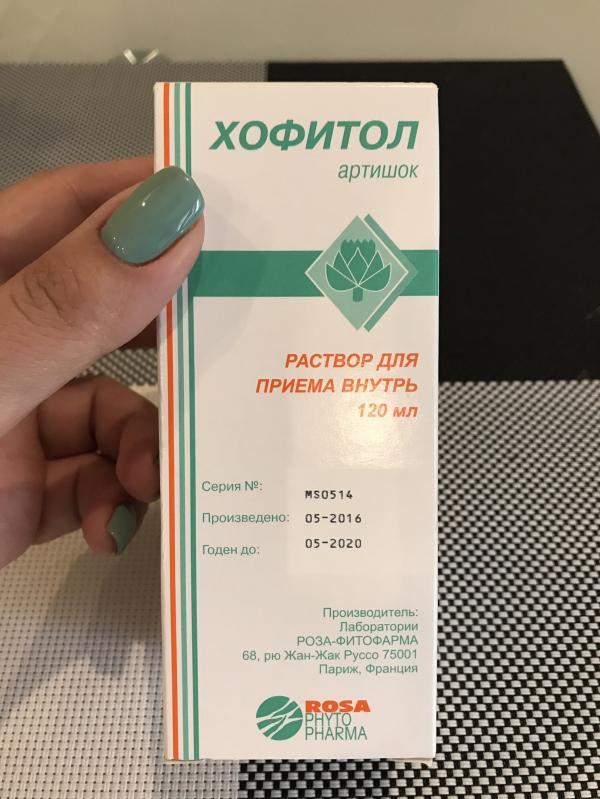 ХОФИТОЛ
артишок
РАСТВОР ДЛЯ
ПРИЕМА ВНУТРЬ
120 мл
Серия №: MS0514
Произведено: 05-2016
Годен до: 05-2020
Производитель:
Лаборатории
РОЗА-ФИТОФАРМА
68, рю Жан-Жак Руссо 75001
Париж, Франция
ROSA
PHYTO
PHARMA